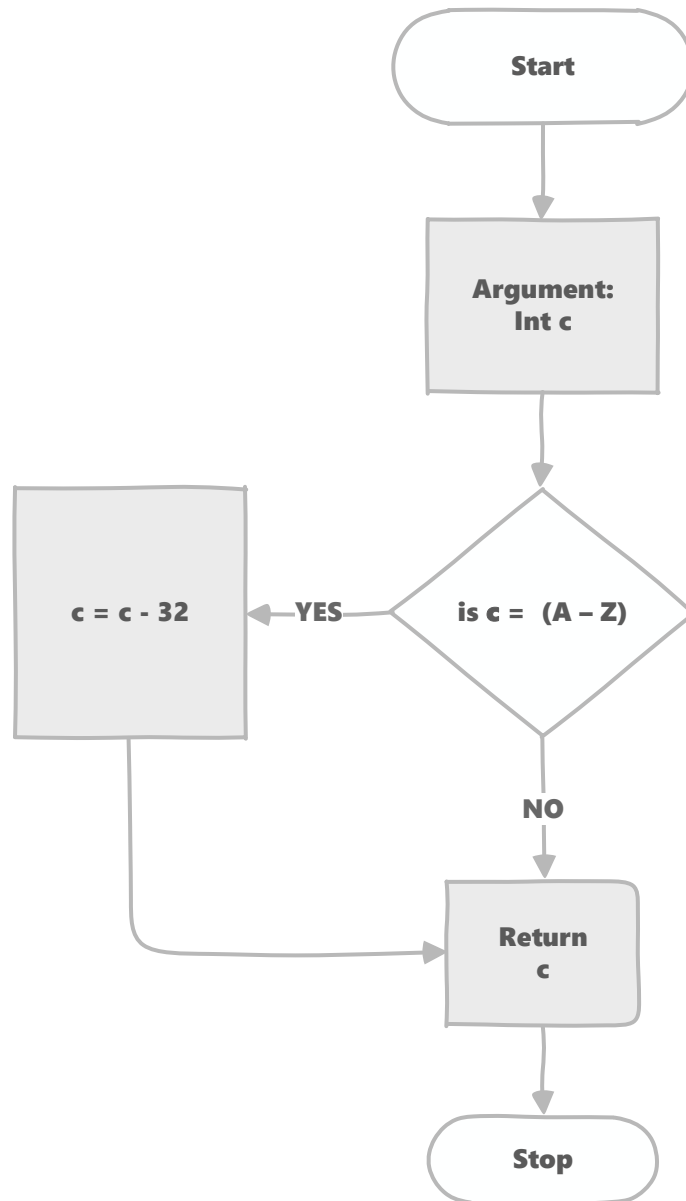 Start
Argument:
Int c
is c =  (A – Z)
YES
c = c - 32
NO
Return
c
Stop